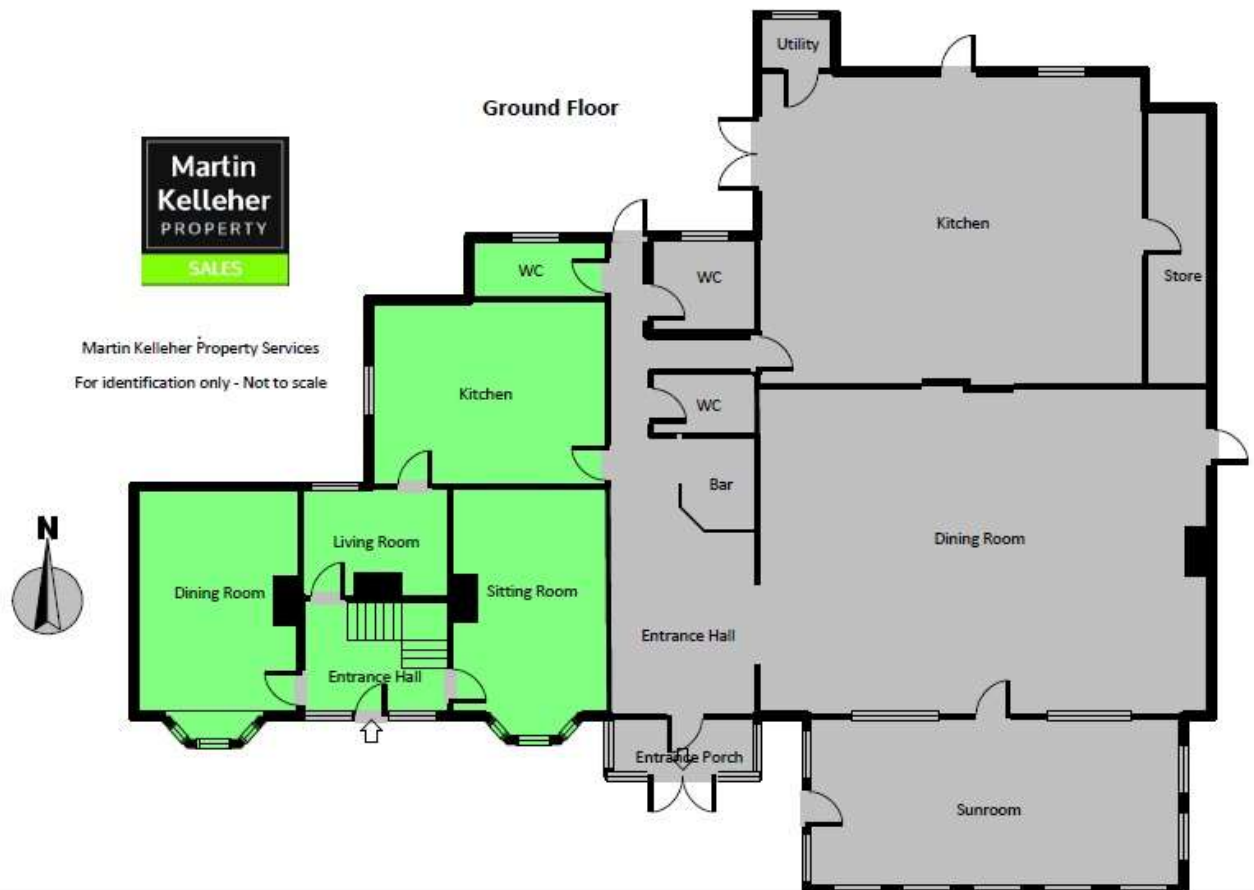 Ground Floor
Martin
Kelleher
PROPERTY
SALES
Martin Kelleher Property Services
For identification only - Not to scale
N
Utility
Kitchen
Store
WC
WC
Kitchen
WC
Bar
Dining Room
Living Room
Dining Room
Sitting Room
Entrance Hall
Entrance Hall
Entrance Porch
Sunroom